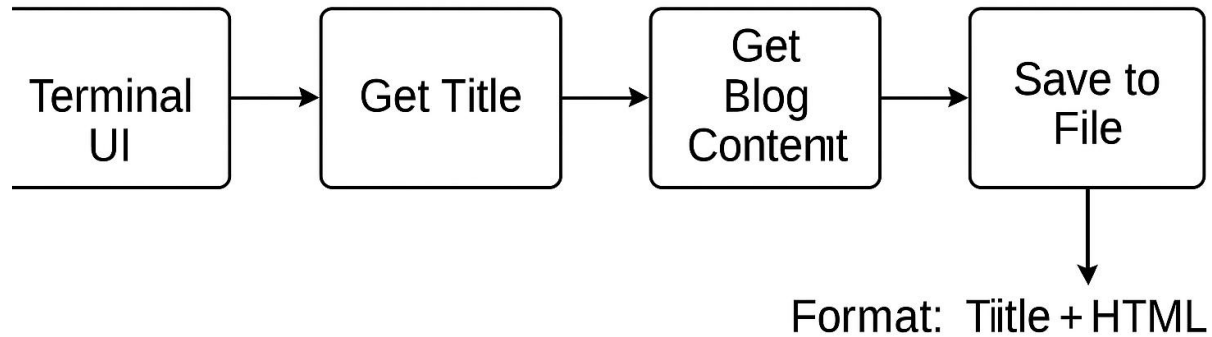 Terminal
UI
Get Title
Get
Blog
Contenıt
Save to
File
Format: Tiitle + HTML